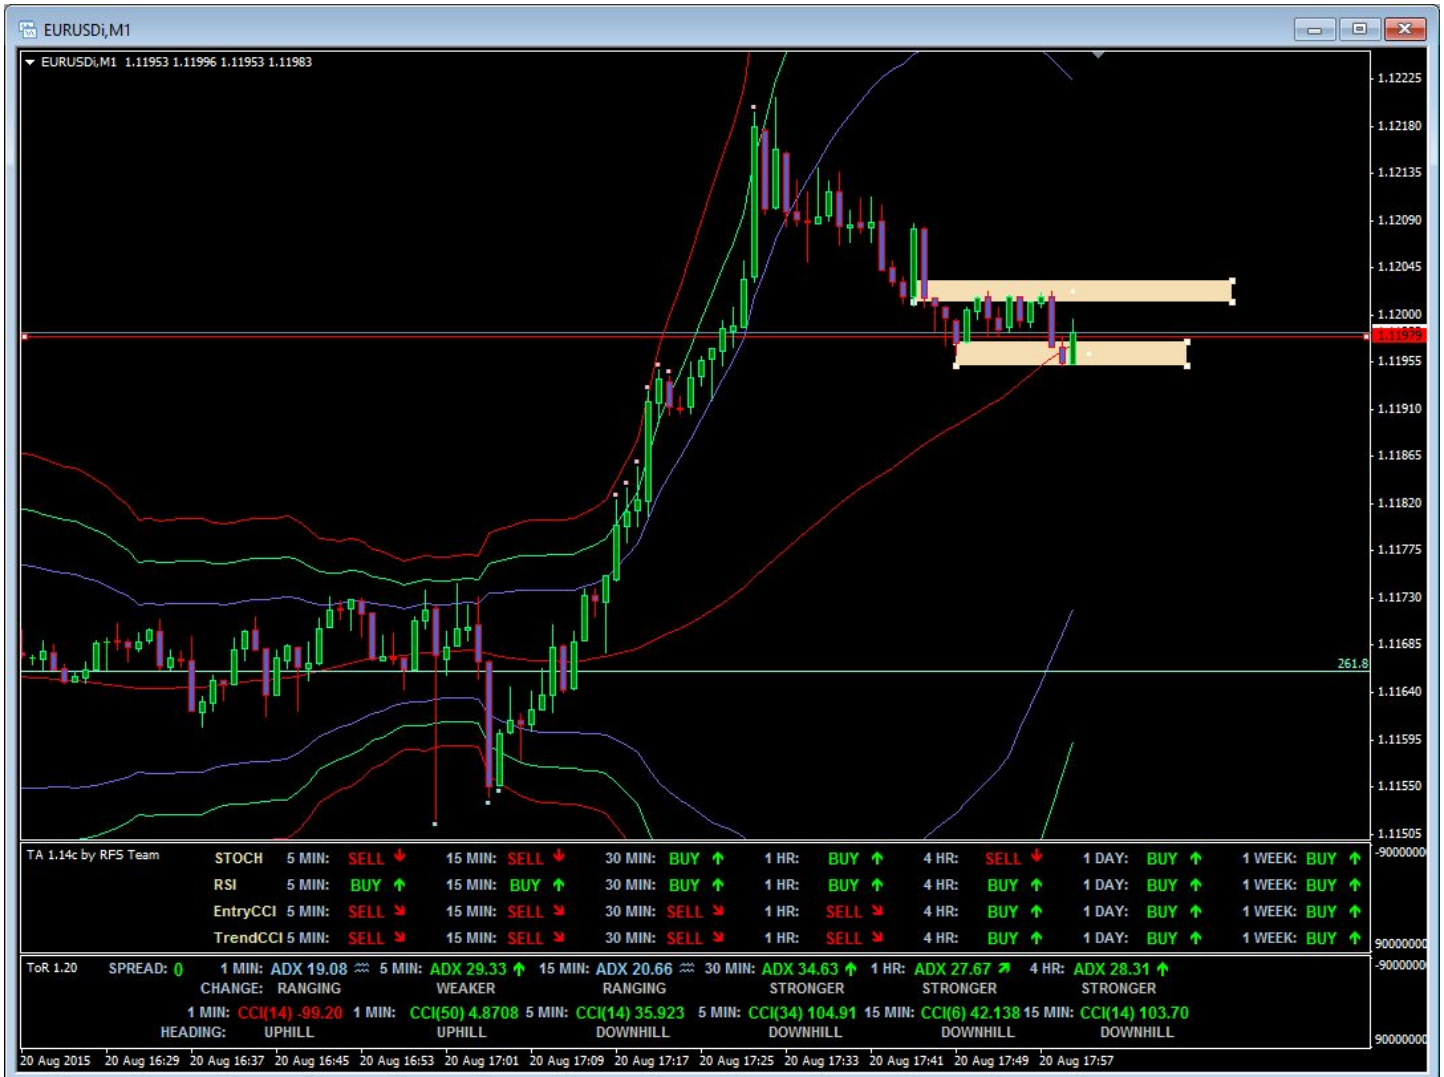 EURUSDi,M1
EURUSDi,M1 1.11953 1.11996 1.11953 1.11983
1.12225
1.12180
1.12135
1.12090
1.12045
1.12000
1.11979
1.11955
1.11910
1.11865
1.11820
1.11775
1.11730
1.11685
261.8
1.11640
1.11595
1.11550
1.11505
TA 1.14c by RFS Team
STOCH 5 MIN: SELL 15 MIN: SELL 30 MIN: BUY 1 HR: BUY 4 HR: SELL 1 DAY: BUY 1 WEEK: BUY -90000000
RSI 5 MIN: BUY 15 MIN: BUY 30 MIN: BUY 1 HR: BUY 4 HR: BUY 1 DAY: BUY 1 WEEK: BUY
EntryCCI 5 MIN: SELL 15 MIN: SELL 30 MIN: SELL 1 HR: SELL 4 HR: BUY 1 DAY: BUY 1 WEEK: BUY
TrendCCI 5 MIN: SELL 15 MIN: SELL 30 MIN: SELL 1 HR: SELL 4 HR: BUY 1 DAY: BUY 1 WEEK: BUY 90000000
ToR 1.20 SPREAD: 0 1 MIN: ADX 19.08 5 MIN: ADX 29.33 15 MIN: ADX 20.66 30 MIN: ADX 34.63 1 HR: ADX 27.67 4 HR: ADX 28.31 -90000000
CHANGE: RANGING WEAKER RANGING STRONGER STRONGER STRONGER
1 MIN: CCI(14) -99.20 1 MIN: CCI(50) 4.8708 5 MIN: CCI(14) 35.923 5 MIN: CCI(34) 104.91 15 MIN: CCI(6) 42.138 15 MIN: CCI(14) 103.70
HEADING: UPHILL UPHILL DOWNHILL DOWNHILL DOWNHILL DOWNHILL 90000000
20 Aug 2015 20 Aug 16:29 20 Aug 16:37 20 Aug 16:45 20 Aug 16:53 20 Aug 17:01 20 Aug 17:09 20 Aug 17:17 20 Aug 17:25 20 Aug 17:33 20 Aug 17:41 20 Aug 17:49 20 Aug 17:57